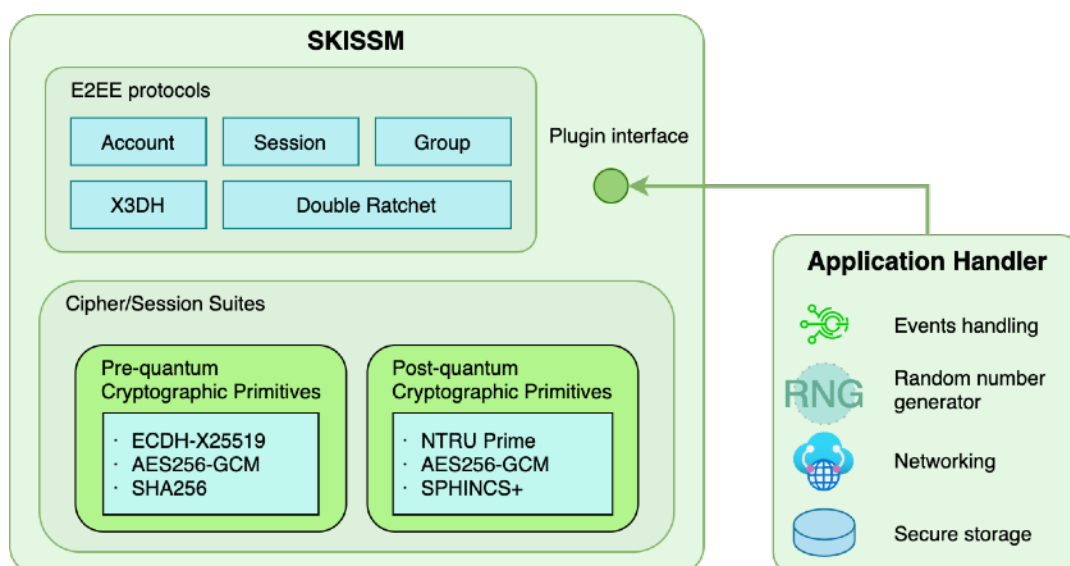 SKISSM
E2EE protocols
Account
Session
Group
X3DH
Double Ratchet
Plugin interface
Cipher/Session Suites
Pre-quantum
Cryptographic Primitives
· ECDH-X25519
· AES256-GCM
· SHA256
Post-quantum
Cryptographic Primitives
· NTRU Prime
· AES256-GCM
· SPHINCS+
Application Handler
Events handling
RNG
Random number
generator
Networking
Secure storage